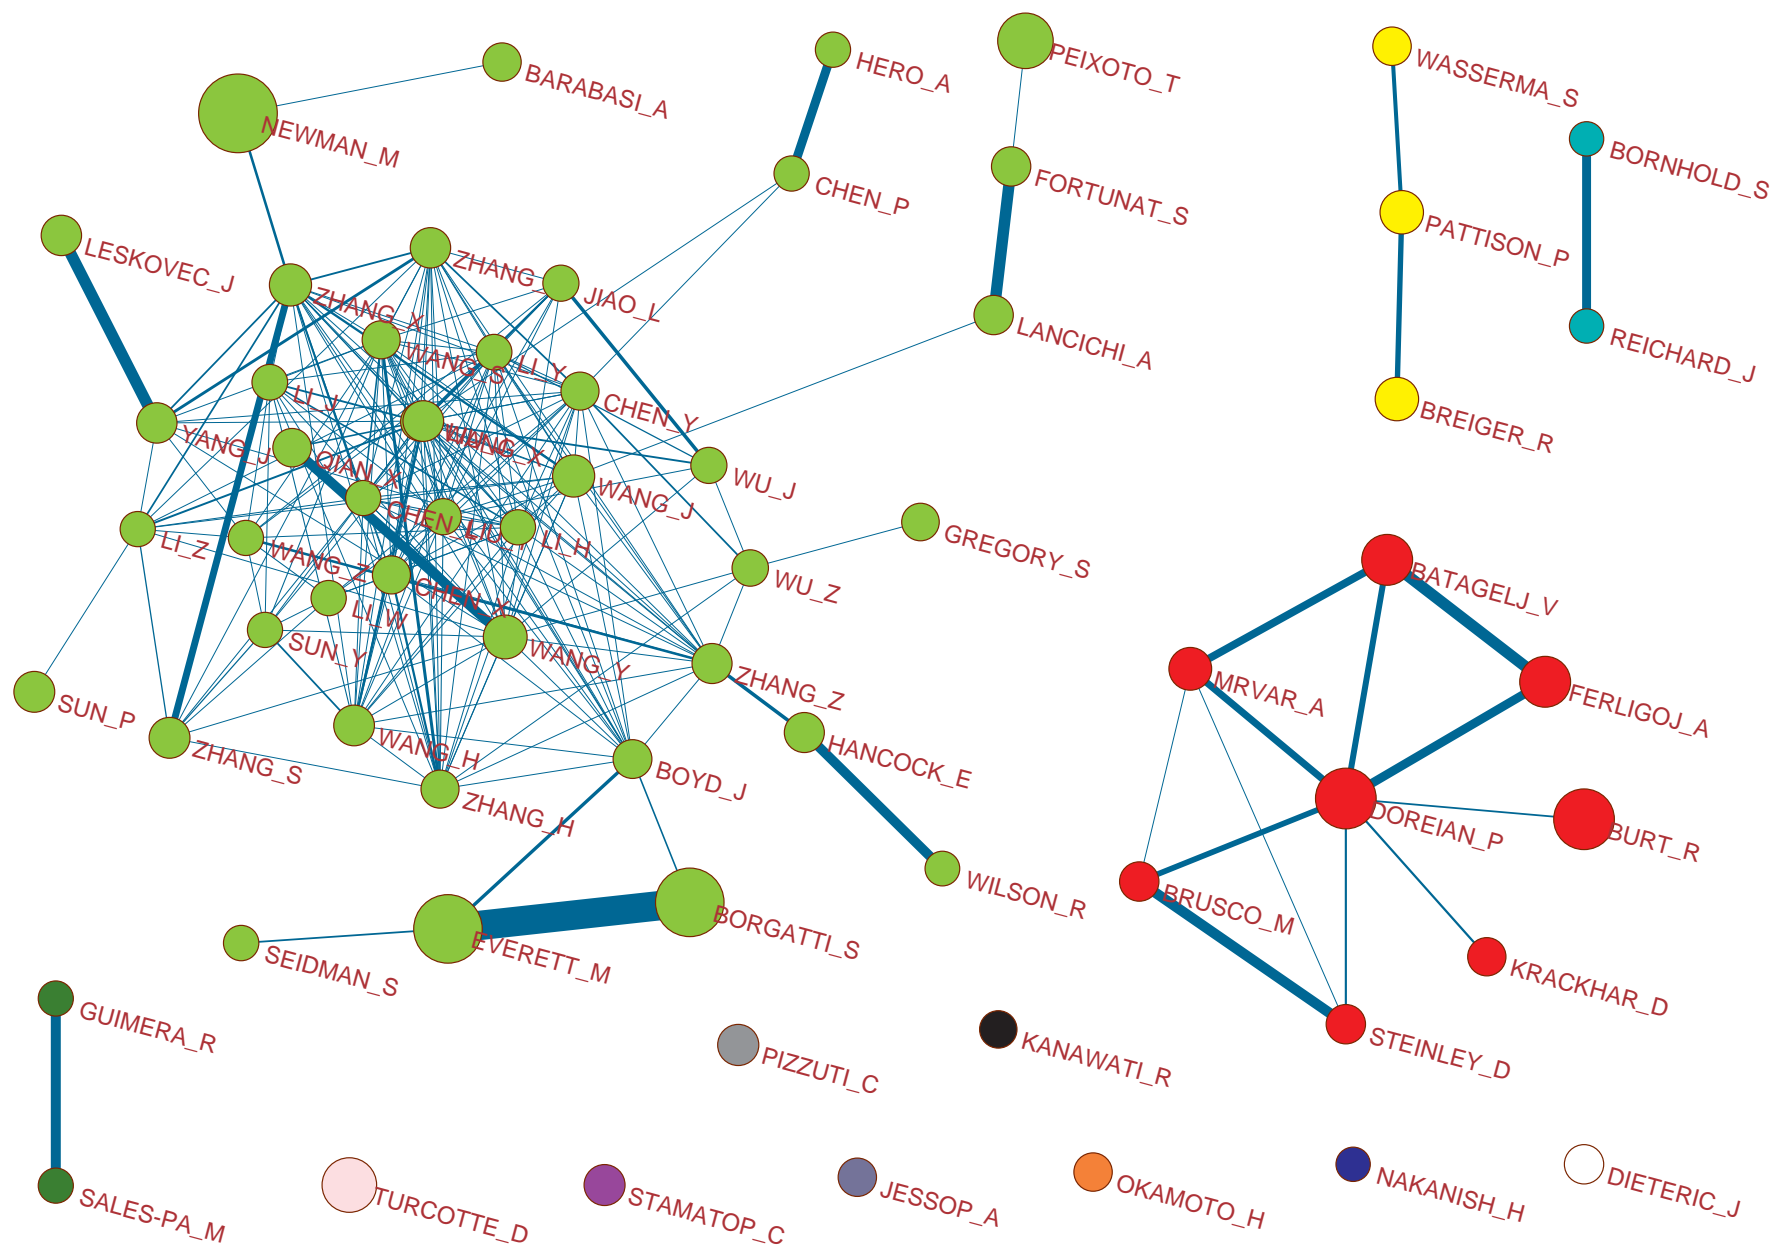 HERO_A
PEIXOTO_T
WASSERMA_S
BARABASI_A
NEWMAN_M
BORNHOLD_S
CHEN_P
FORTUNAT_S
PATTISON_P
LESKOVEC_J
ZHANG_
JIAO_L
ZHANG_X
LANCICHI_A
REICHARD_J
WANG_S
LI_Y
LI_J
CHEN_Y
BREIGER_R
YANG_J
QIAN_X
WANG_J
WU_J
CHEN_
LI_H
LI_Z
WANG_Z
GREGORY_S
WU_Z
CHEN_X
BATAGELJ_V
LI_W
SUN_Y
WANG_Y
ZHANG_Z
MRVAR_A
FERLIGOJ_A
SUN_P
ZHANG_S
WANG_H
BOYD_J
HANCOCK_E
ZHANG_H
DOREIAN_P
BURT_R
WILSON_R
BRUSCO_M
BORGATTI_S
EVERETT_M
SEIDMAN_S
KRACKHAR_D
GUIMERA_R
PIZZUTI_C
KANAWATI_R
STEINLEY_D
SALES-PA_M
TURCOTTE_D
STAMATOP_C
JESSOP_A
OKAMOTO_H
NAKANISH_H
DIETERIC_J